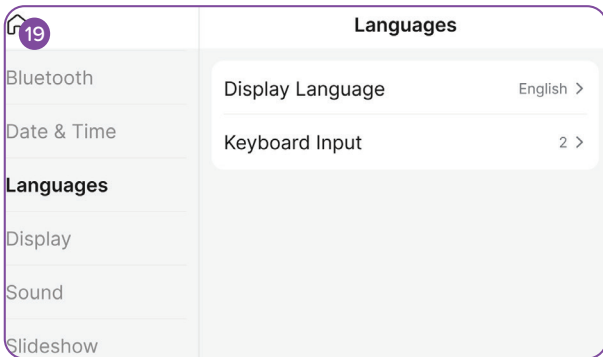 19
Languages
Bluetooth
Date & Time
Languages
Display
Sound
Slideshow
Display Language English >
Keyboard Input 2 >